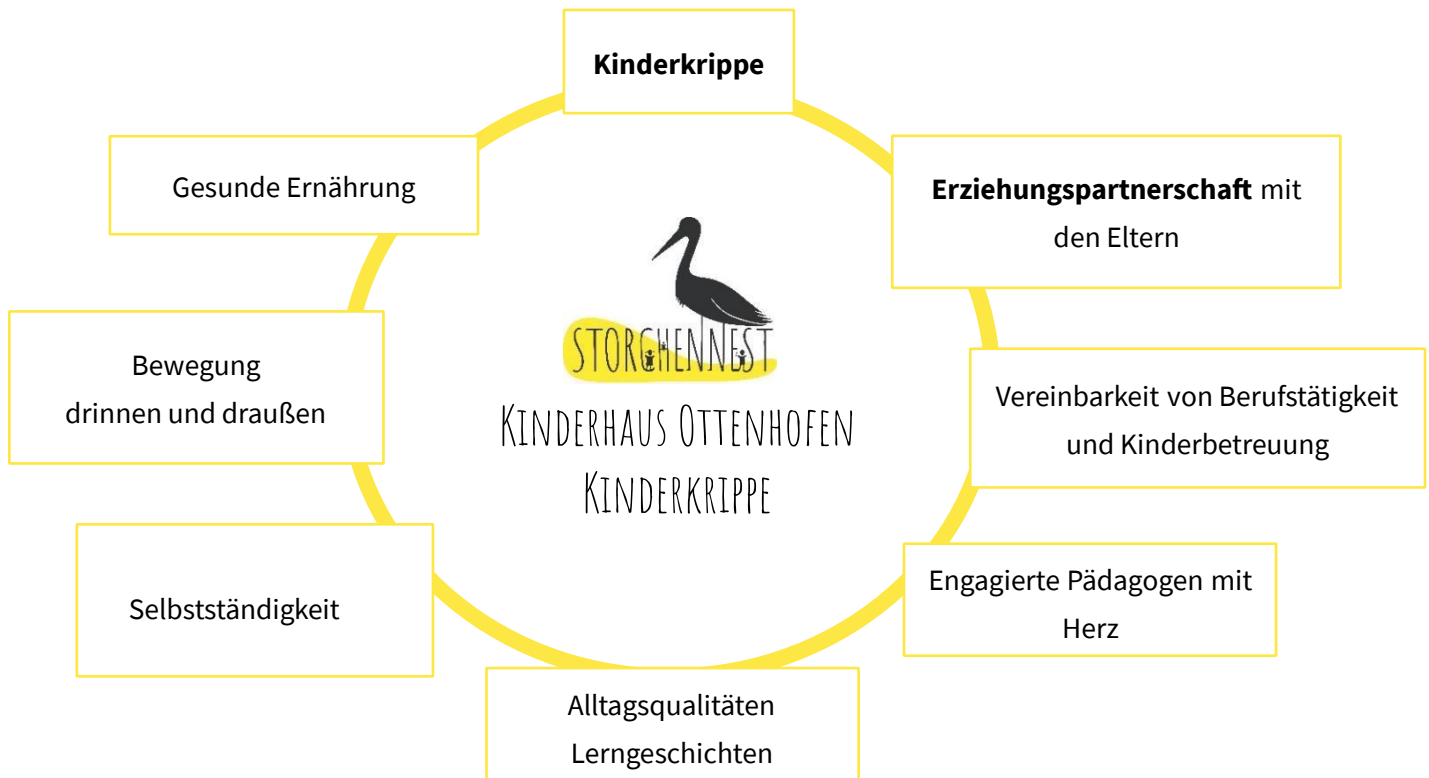 Kinderkrippe
Gesunde Ernährung
Erziehungspartnerschaft mit
den Eltern
Bewegung
drinnen und draußen
STORCHENNEST
KINDERHAUS OTTENHOFEN
KINDERKRIPPE
Vereinbarkeit von Berufstätigkeit
und Kinderbetreuung
Selbstständigkeit
Engagierte Pädagogen mit
Herz
Alltagsqualitäten
Lerngeschichten